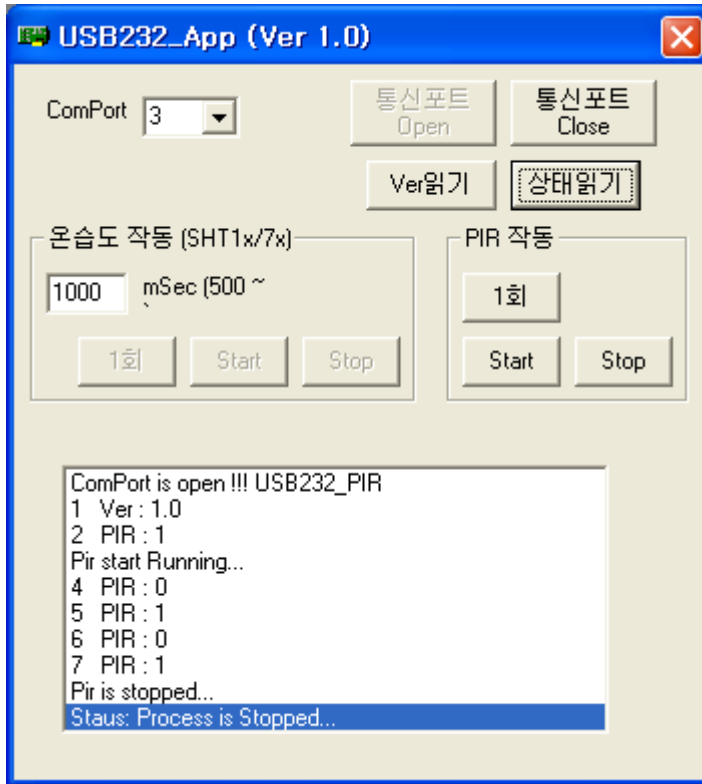 USB232_App (Ver 1.0)
ComPort
3
통신포트
Open
통신포트
Close
Ver읽기
상태읽기
온습도 작동 (SHT1x/7x)
1000
mSec (500 ~
1회
Start
Stop
PIR 작동
1회
Start
Stop
ComPort is open !!! USB232_PIR
1 Ver : 1.0
2 PIR : 1
Pir start Running...
4 PIR : 0
5 PIR : 1
6 PIR : 0
7 PIR : 1
Pir is stopped...
Staus: Process is Stopped...